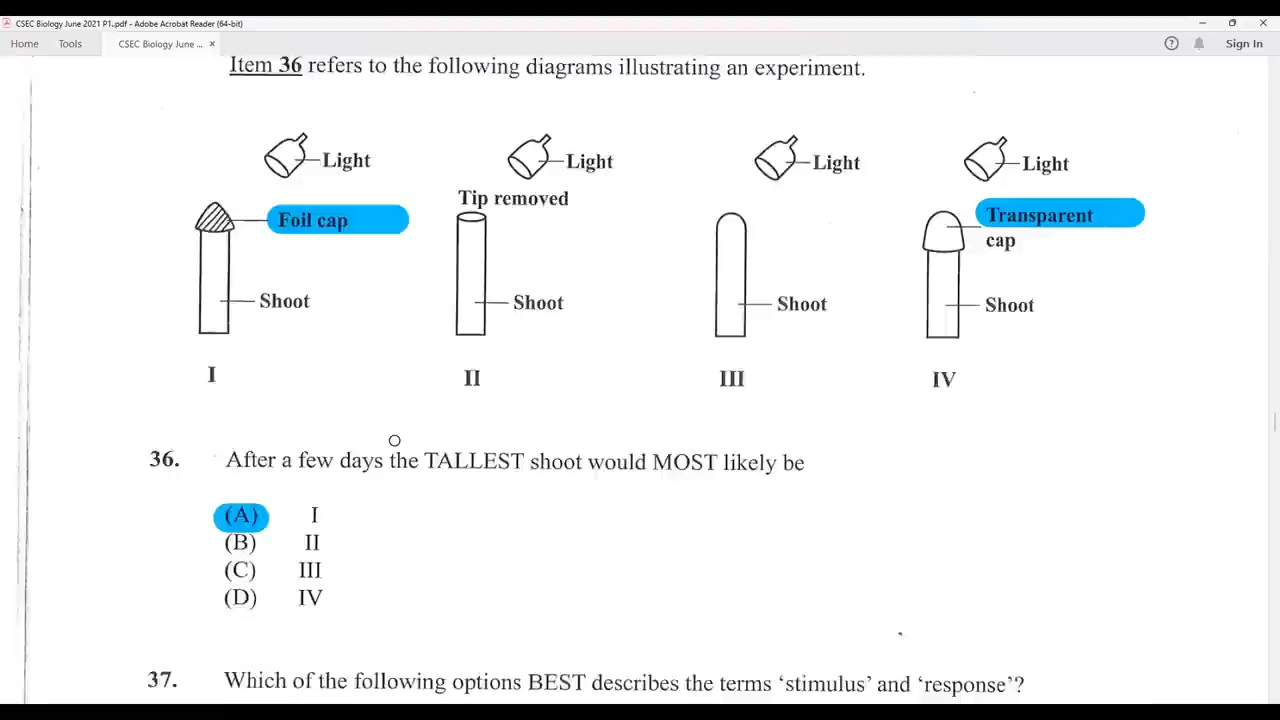 CSEC Biology June 2021 P1..pdf - Adobe Acrobat Reader (64-bit)
Home Tools CSEC Biology June ... × Sign In
Item 36 refers to the following diagrams illustrating an experiment.
Light Light Light Light
Tip removed
Foil cap Transparent
cap
Shoot Shoot Shoot Shoot
I II III IV
36. After a few days the TALLEST shoot would MOST likely be
(A) I
(B) II
(C) III
(D) IV
37. Which of the following options BEST describes the terms ‘stimulus’ and ‘response’?